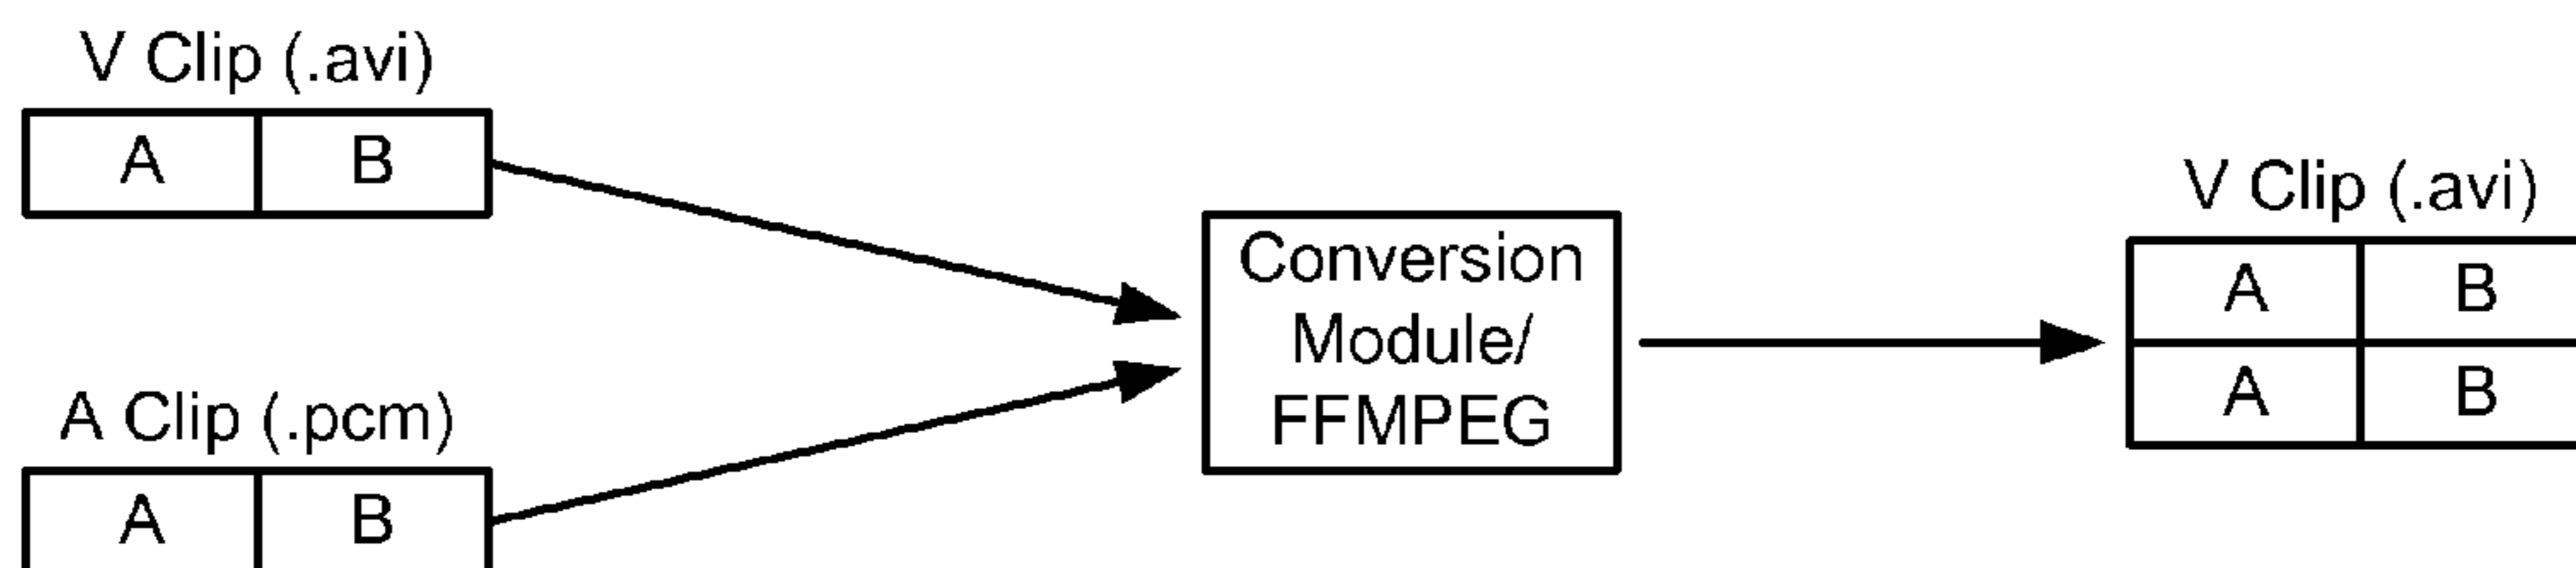 V Clip (.avi)
A B
A Clip (.pcm)
A B
Conversion
Module/
FFMPEG
V Clip (.avi)
A B
A B